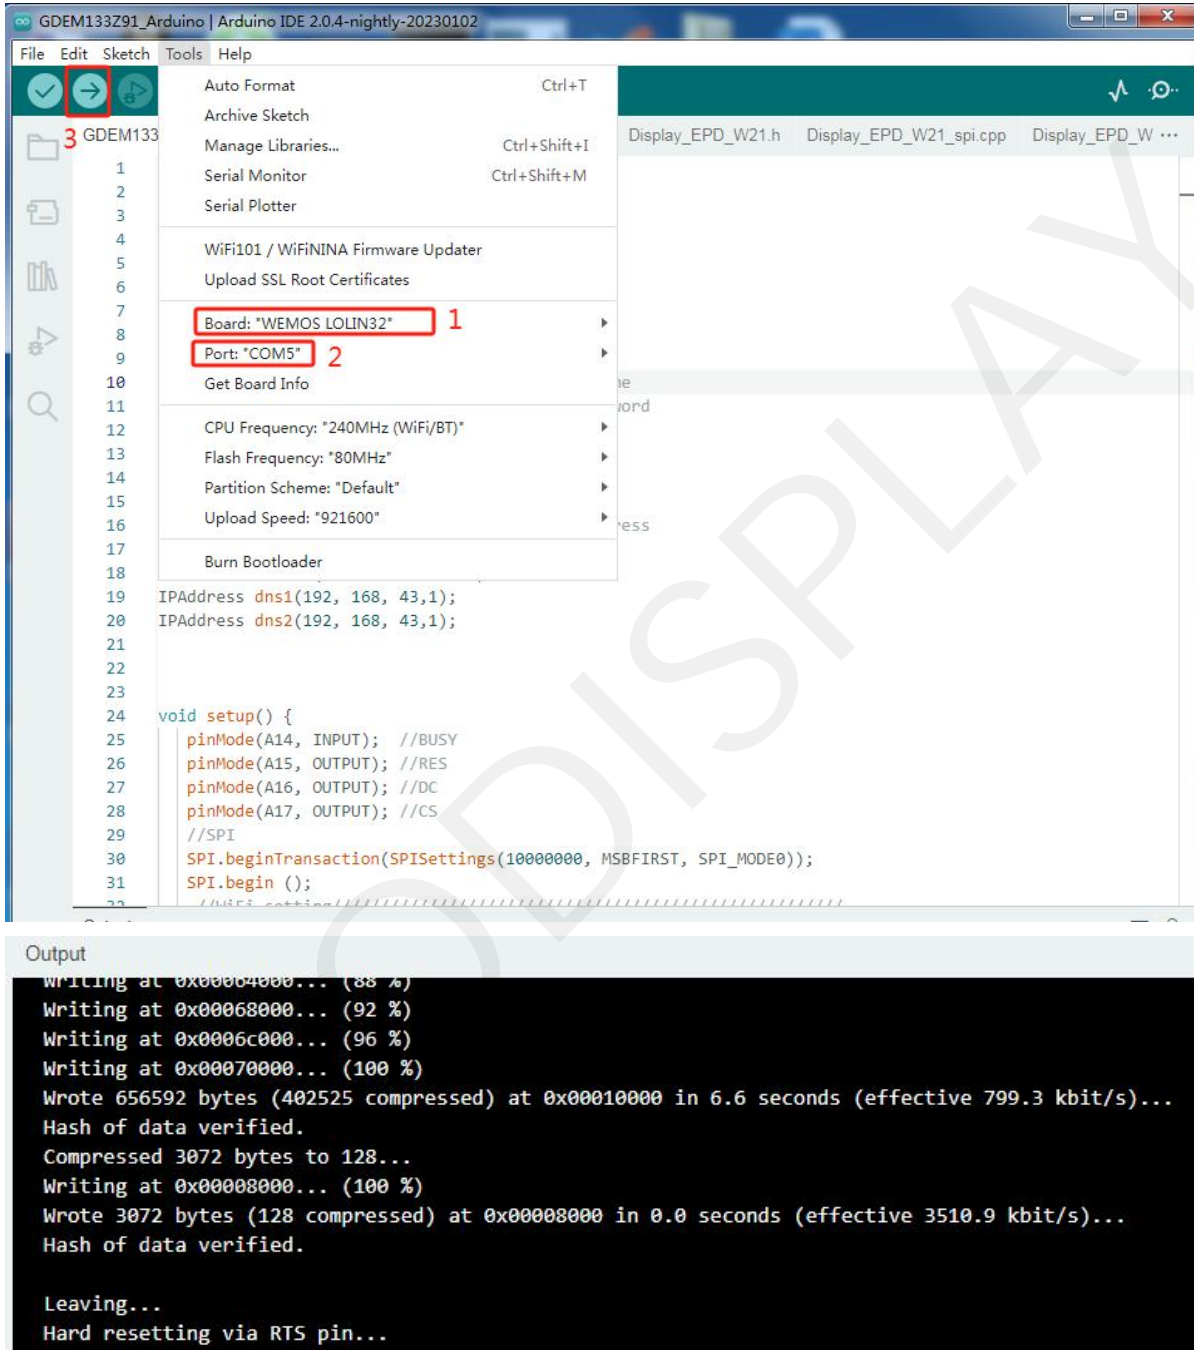 GDEM133Z91_Arduino | Arduino IDE 2.0.4-nightly-20230102
File Edit Sketch Tools Help
3 GDEM133
Display_EPD_W21.h Display_EPD_W21_spi.cpp Display_EPD_W ...
Auto Format Ctrl+T
Archive Sketch
Manage Libraries... Ctrl+Shift+I
Serial Monitor Ctrl+Shift+M
Serial Plotter
WiFi101 / WiFiNINA Firmware Updater
Upload SSL Root Certificates
Board: "WEMOS LOLIN32" 1
Port: "COM5" 2
Get Board Info
CPU Frequency: "240MHz (WiFi/BT)"
Flash Frequency: "80MHz"
Partition Scheme: "Default"
Upload Speed: "921600"
Burn Bootloader
1
2
3
4
5
6
7
8
9
10
11
12
13
14
15
16 ess
17
18
19 IPAddress dns1(192, 168, 43,1);
20 IPAddress dns2(192, 168, 43,1);
21
22
23
24 void setup() {
25 pinMode(A14, INPUT); //BUSY
26 pinMode(A15, OUTPUT); //RES
27 pinMode(A16, OUTPUT); //DC
28 pinMode(A17, OUTPUT); //CS
29 //SPI
30 SPI.beginTransaction(SPISettings(10000000, MSBFIRST, SPI_MODE0));
31 SPI.begin ();
32 //WiFi setting////////////////////////////////////////////////////////////
Output
Writing at 0x00064000... (88 %)
Writing at 0x00068000... (92 %)
Writing at 0x0006c000... (96 %)
Writing at 0x00070000... (100 %)
Wrote 656592 bytes (402525 compressed) at 0x00010000 in 6.6 seconds (effective 799.3 kbit/s)...
Hash of data verified.
Compressed 3072 bytes to 128...
Writing at 0x00008000... (100 %)
Wrote 3072 bytes (128 compressed) at 0x00008000 in 0.0 seconds (effective 3510.9 kbit/s)...
Hash of data verified.
Leaving...
Hard resetting via RTS pin...
ODISPLAY